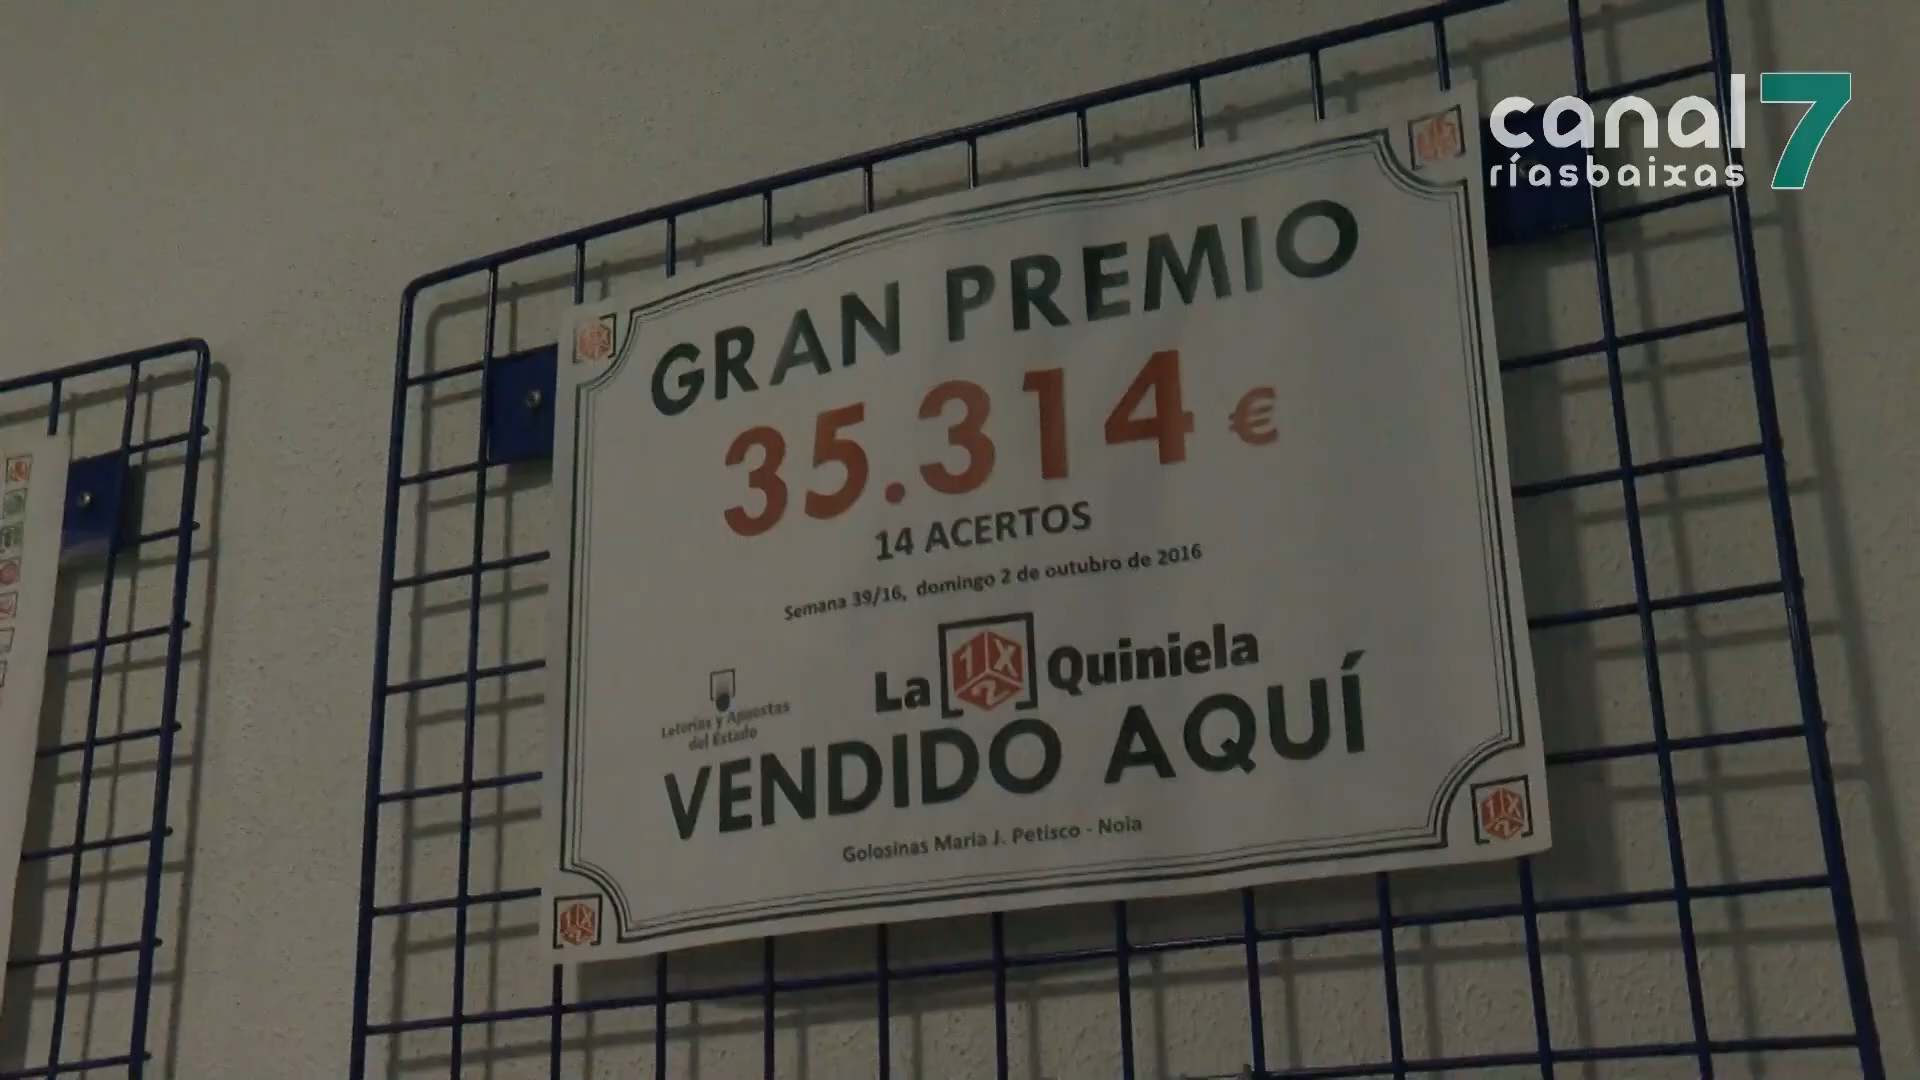 canal 7
ríasbaixas
GRAN PREMIO
35.314 €
14 ACERTOS
Semana 39/16, domingo 2 de outubro de 2016
La 1X2 Quiniela
Loterías y Apuestas
del Estado
VENDIDO AQUÍ
Golosinas Maria J. Petisco - Noia